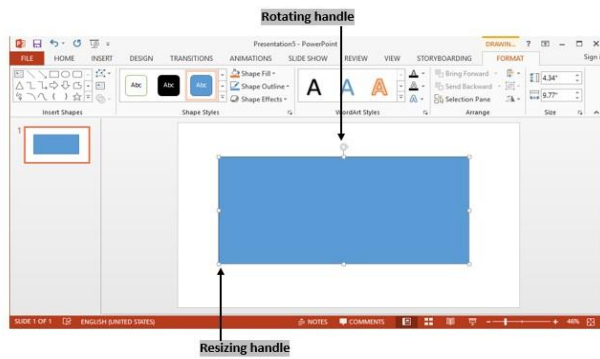 Rotating handle
Presentation5 - PowerPoint
DRAWIN...
?
FILE HOME INSERT DESIGN TRANSITIONS ANIMATIONS SLIDE SHOW REVIEW VIEW STORYBOARDING FORMAT Sign i
Abc Abc Abc
Shape Fill
Shape Outline
Shape Effects
A A A
A
A
A
Bring Forward
Send Backward
Selection Pane
4.34"
9.77"
Insert Shapes Shape Styles WordArt Styles Arrange Size
1
SLIDE 1 OF 1 ENGLISH (UNITED STATES) NOTES COMMENTS 46%
Resizing handle